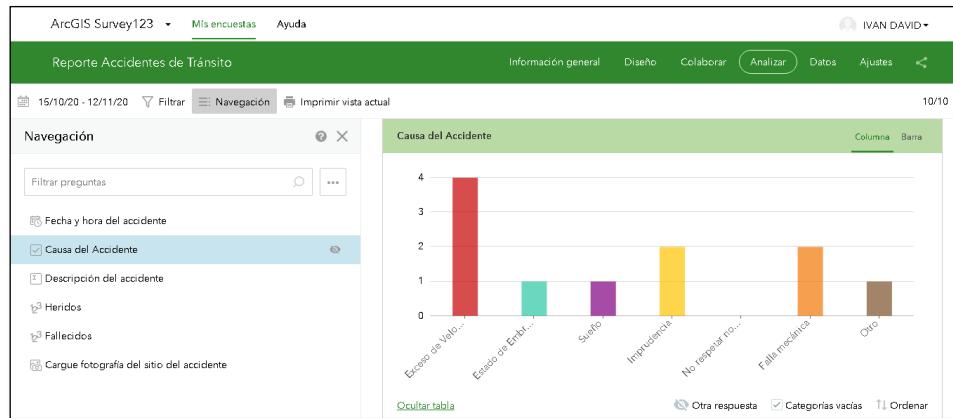 ArcGIS Survey123 Mis encuestas Ayuda IVAN DAVID
Reporte Accidentes de Tránsito Información general Diseño Colaborar Analizar Datos Ajustes
15/10/20 - 12/11/20 Filtrar Navegación Imprimir vista actual 10/10
Navegación
Filtrar preguntas
Fecha y hora del accidente
Causa del Accidente
Descripción del accidente
Heridos
Fallecidos
Cargue fotografía del sitio del accidente
Causa del Accidente Columna Barra
4
3
2
1
0
Exceso de Velo...
Estado de Embr...
Sueño
Imprudencia
No respetar no...
Falla mecánica
Otro
Ocultar tabla Otra respuesta Categorías vacías Ordenar